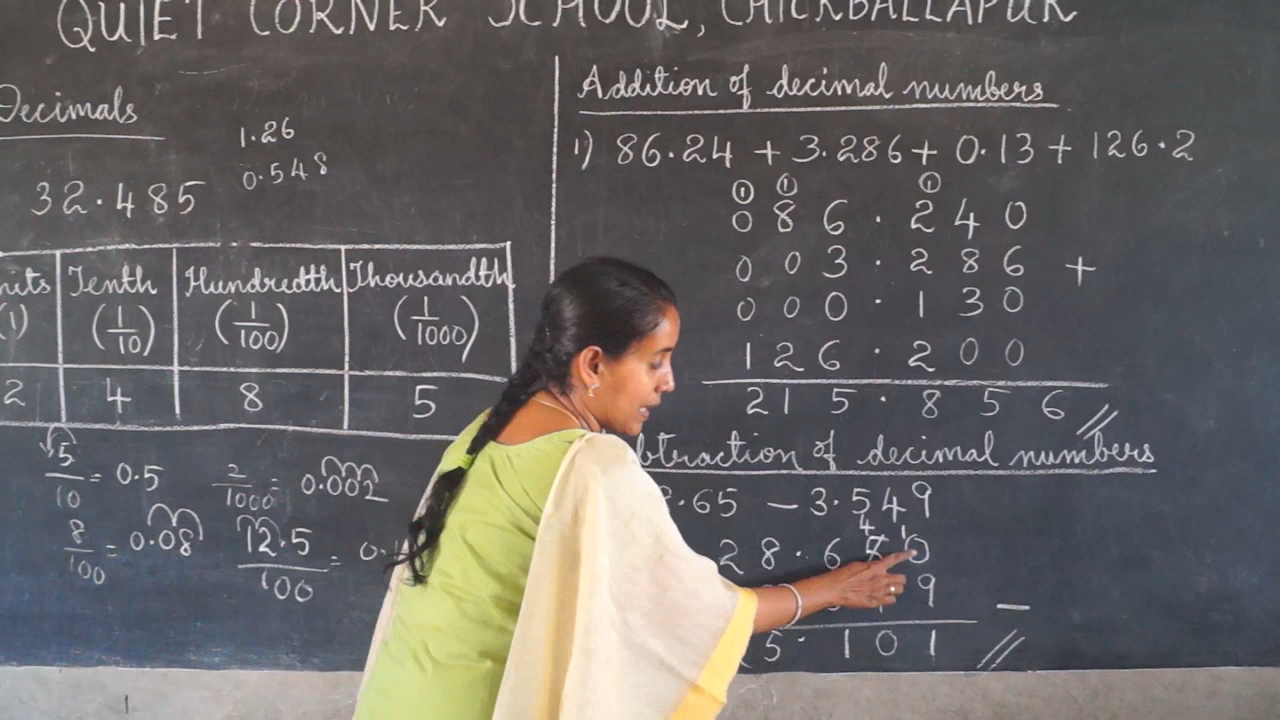 QUIET CORNER SCHOOL, CHICKBALLAPUR
Decimals
1.26
0.548
32.485
Tenth Hundredth Thousandth
(1) (1/10) (1/100) (1/1000)
2 4 8 5
5/10 = 0.5 2/1000 = 0.002
8/100 = 0.08 12.5/100 =
Addition of decimal numbers
1) 86.24 + 3.286 + 0.13 + 126.2
1 1 1
0 8 6 . 2 4 0
0 0 3 . 2 8 6 +
0 0 0 . 1 3 0
1 2 6 . 2 0 0
2 1 5 . 8 5 6
of decimal numbers
.65 – 3.549
4 1
2 8 . 6 5 0
9 –
5 . 1 0 1